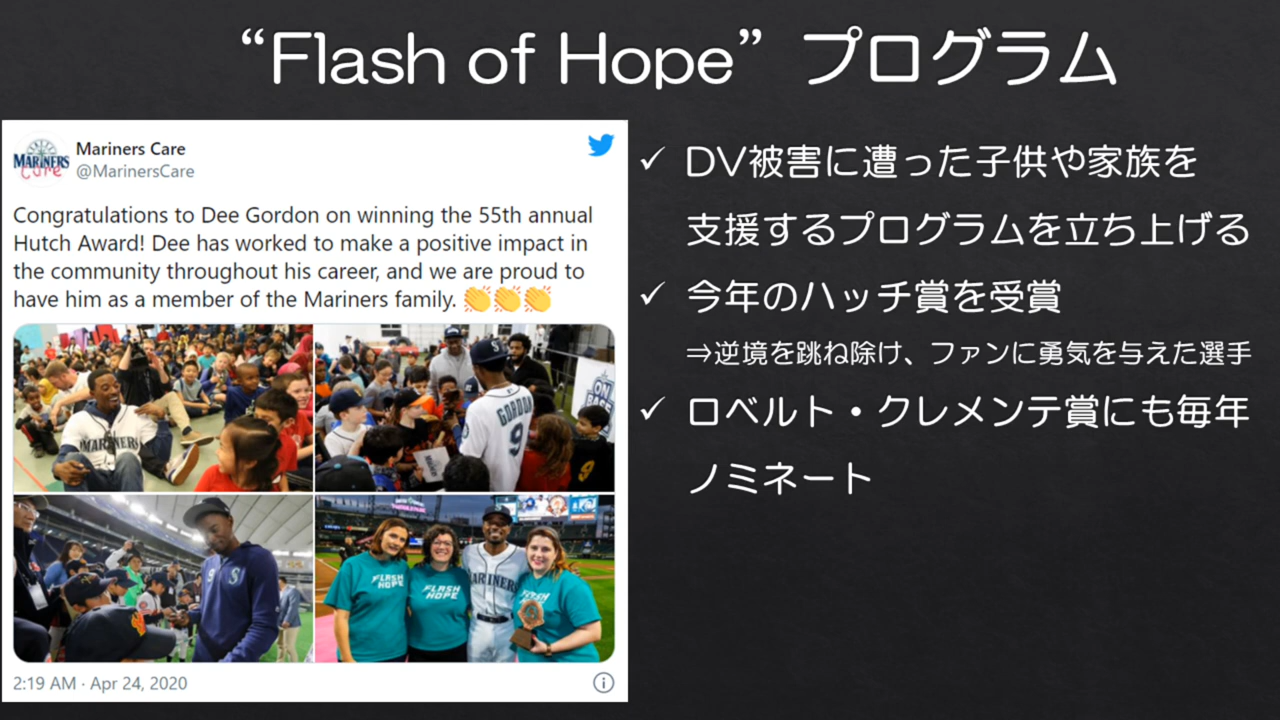 “Flash of Hope” プログラム
MARINERS
Care
Mariners Care
@MarinersCare
Congratulations to Dee Gordon on winning the 55th annual
Hutch Award! Dee has worked to make a positive impact in
the community throughout his career, and we are proud to
have him as a member of the Mariners family. 👏👏👏
MARINERS
GORDON
9
ON
BASE
9
S
FLASH
HOPE
FLASH
HOPE
MARINERS
FLASH
HOPE
2:19 AM · Apr 24, 2020
✓ DV被害に遭った子供や家族を
支援するプログラムを立ち上げる
✓ 今年のハッチ賞を受賞
⇒逆境を跳ね除け、ファンに勇気を与えた選手
✓ ロベルト・クレメンテ賞にも毎年
ノミネート